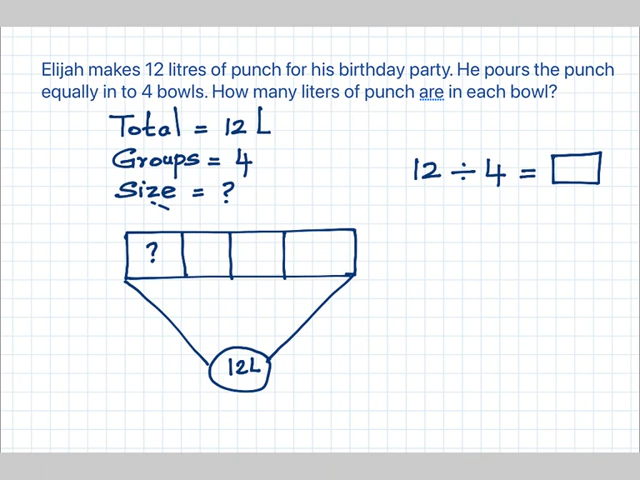 Elijah makes 12 litres of punch for his birthday party. He pours the punch
equally in to 4 bowls. How many liters of punch are in each bowl?
Total = 12 L
Groups = 4
12 ÷ 4 =
Size = ?
?
12L